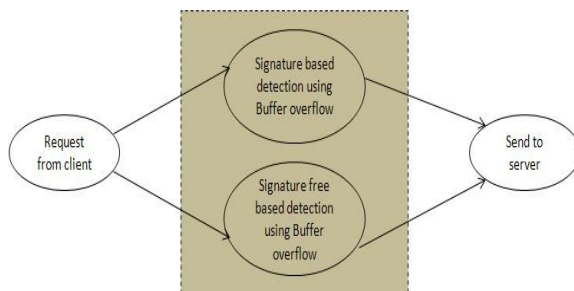 Request
from client
Signature based
detection using
Buffer overflow
Signature free
based detection
using Buffer
overflow
Send to
server